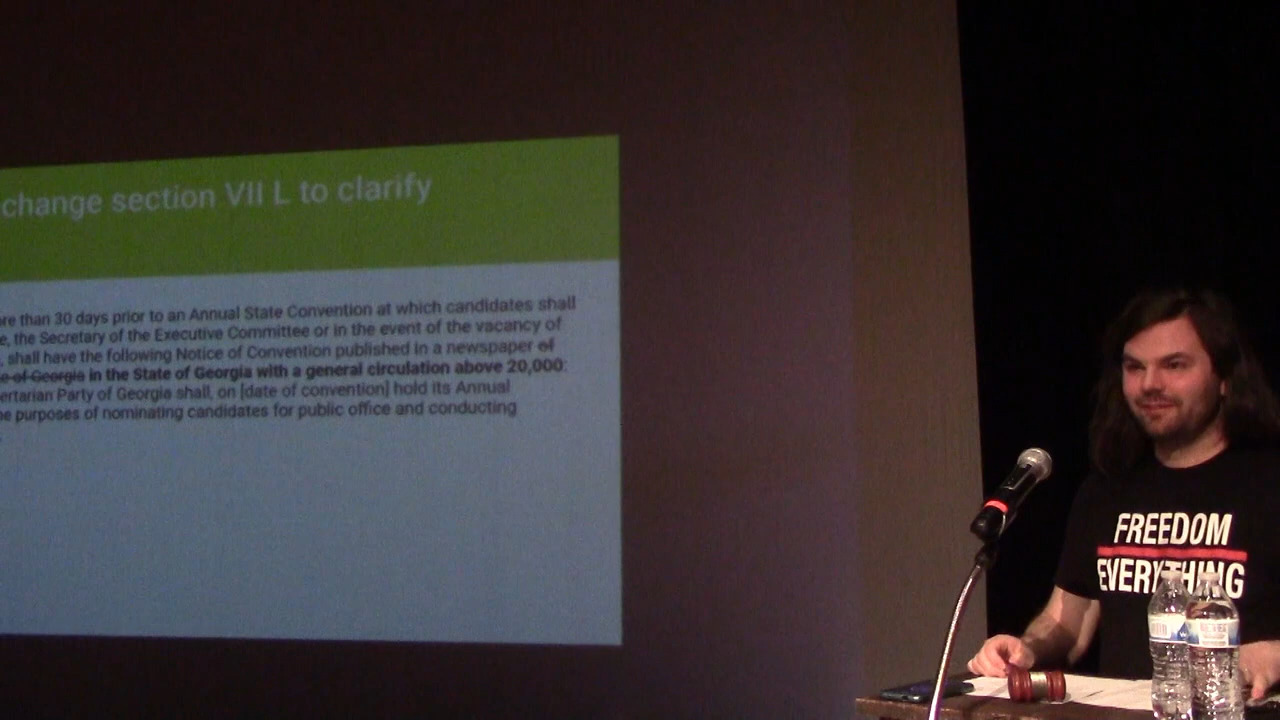 change section VII L to clarify
ore than 30 days prior to an Annual State Convention at which candidates shall
e, the Secretary of the Executive Committee or in the event of the vacancy of
, shall have the following Notice of Convention published in a newspaper of
e of Georgia in the State of Georgia with a general circulation above 20,000:
ertarian Party of Georgia shall, on [date of convention] hold its Annual
he purposes of nominating candidates for public office and conducting
FREEDOM
EVERYTHING